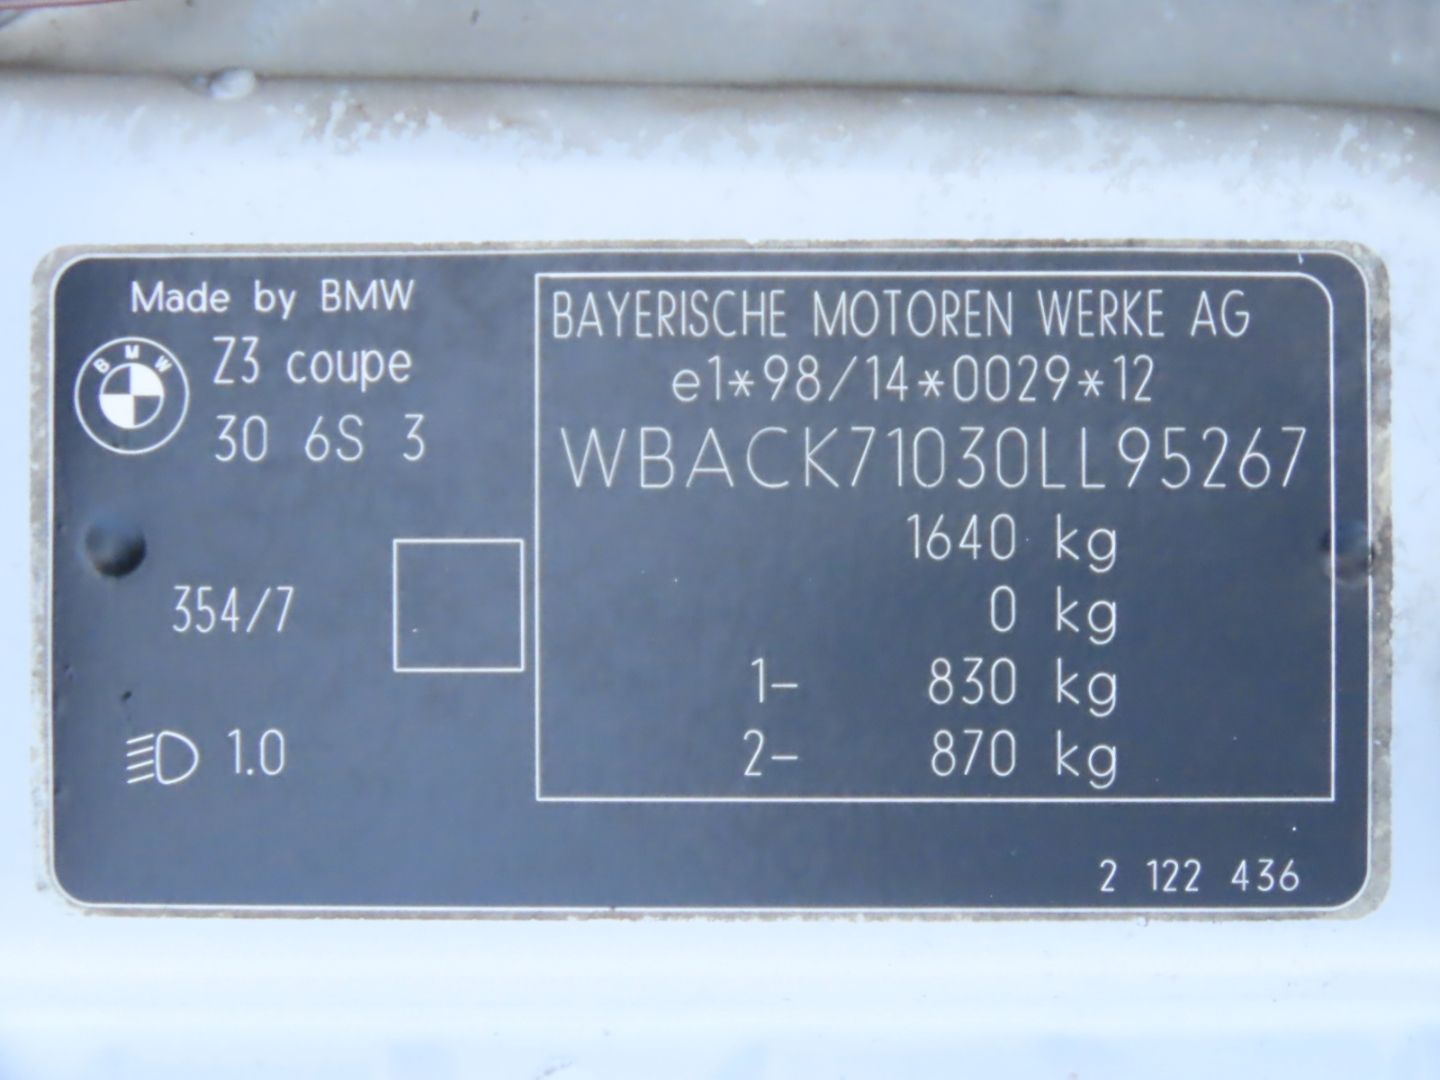 Made by BMW
BMW
Z3 coupe
30 6S 3
354/7
1.0
BAYERISCHE MOTOREN WERKE AG
e1*98/14*0029*12
WBACK71030LL95267
1640 kg
0 kg
1- 830 kg
2- 870 kg
2 122 436